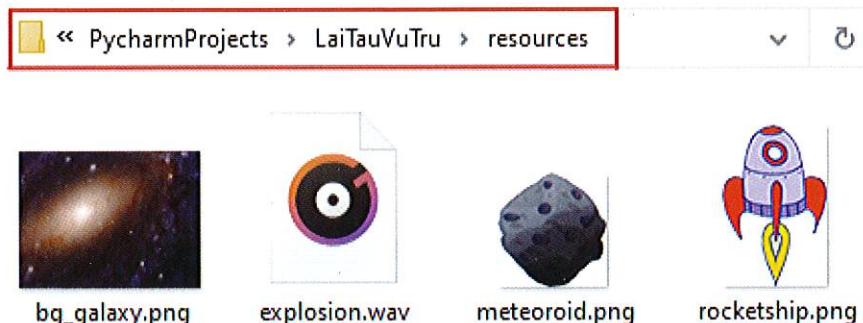 « PycharmProjects > LaiTauVuTru > resources
bg_galaxy.png explosion.wav meteoroid.png rocketship.png